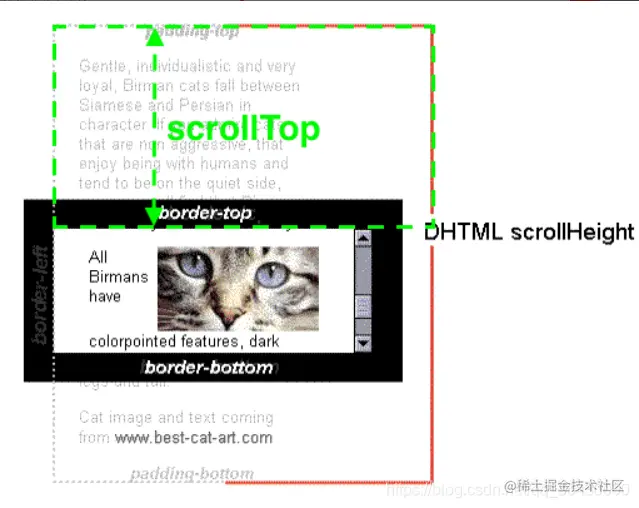 padding-top
Gentle, individualistic and very
loyal, Birman cats fall between
Siamese and Persian in
character. If
that are non aggressive, that
enjoy being with humans and
tend to be on the quiet side,
scrollTop
border-top
DHTML scrollHeight
border-left
All
Birmans
have
colorpointed features, dark
border-bottom
legs and tail.
Cat image and text coming
from www.best-cat-art.com
padding-bottom
https://blog.csdn.
@稀土掘金技术社区